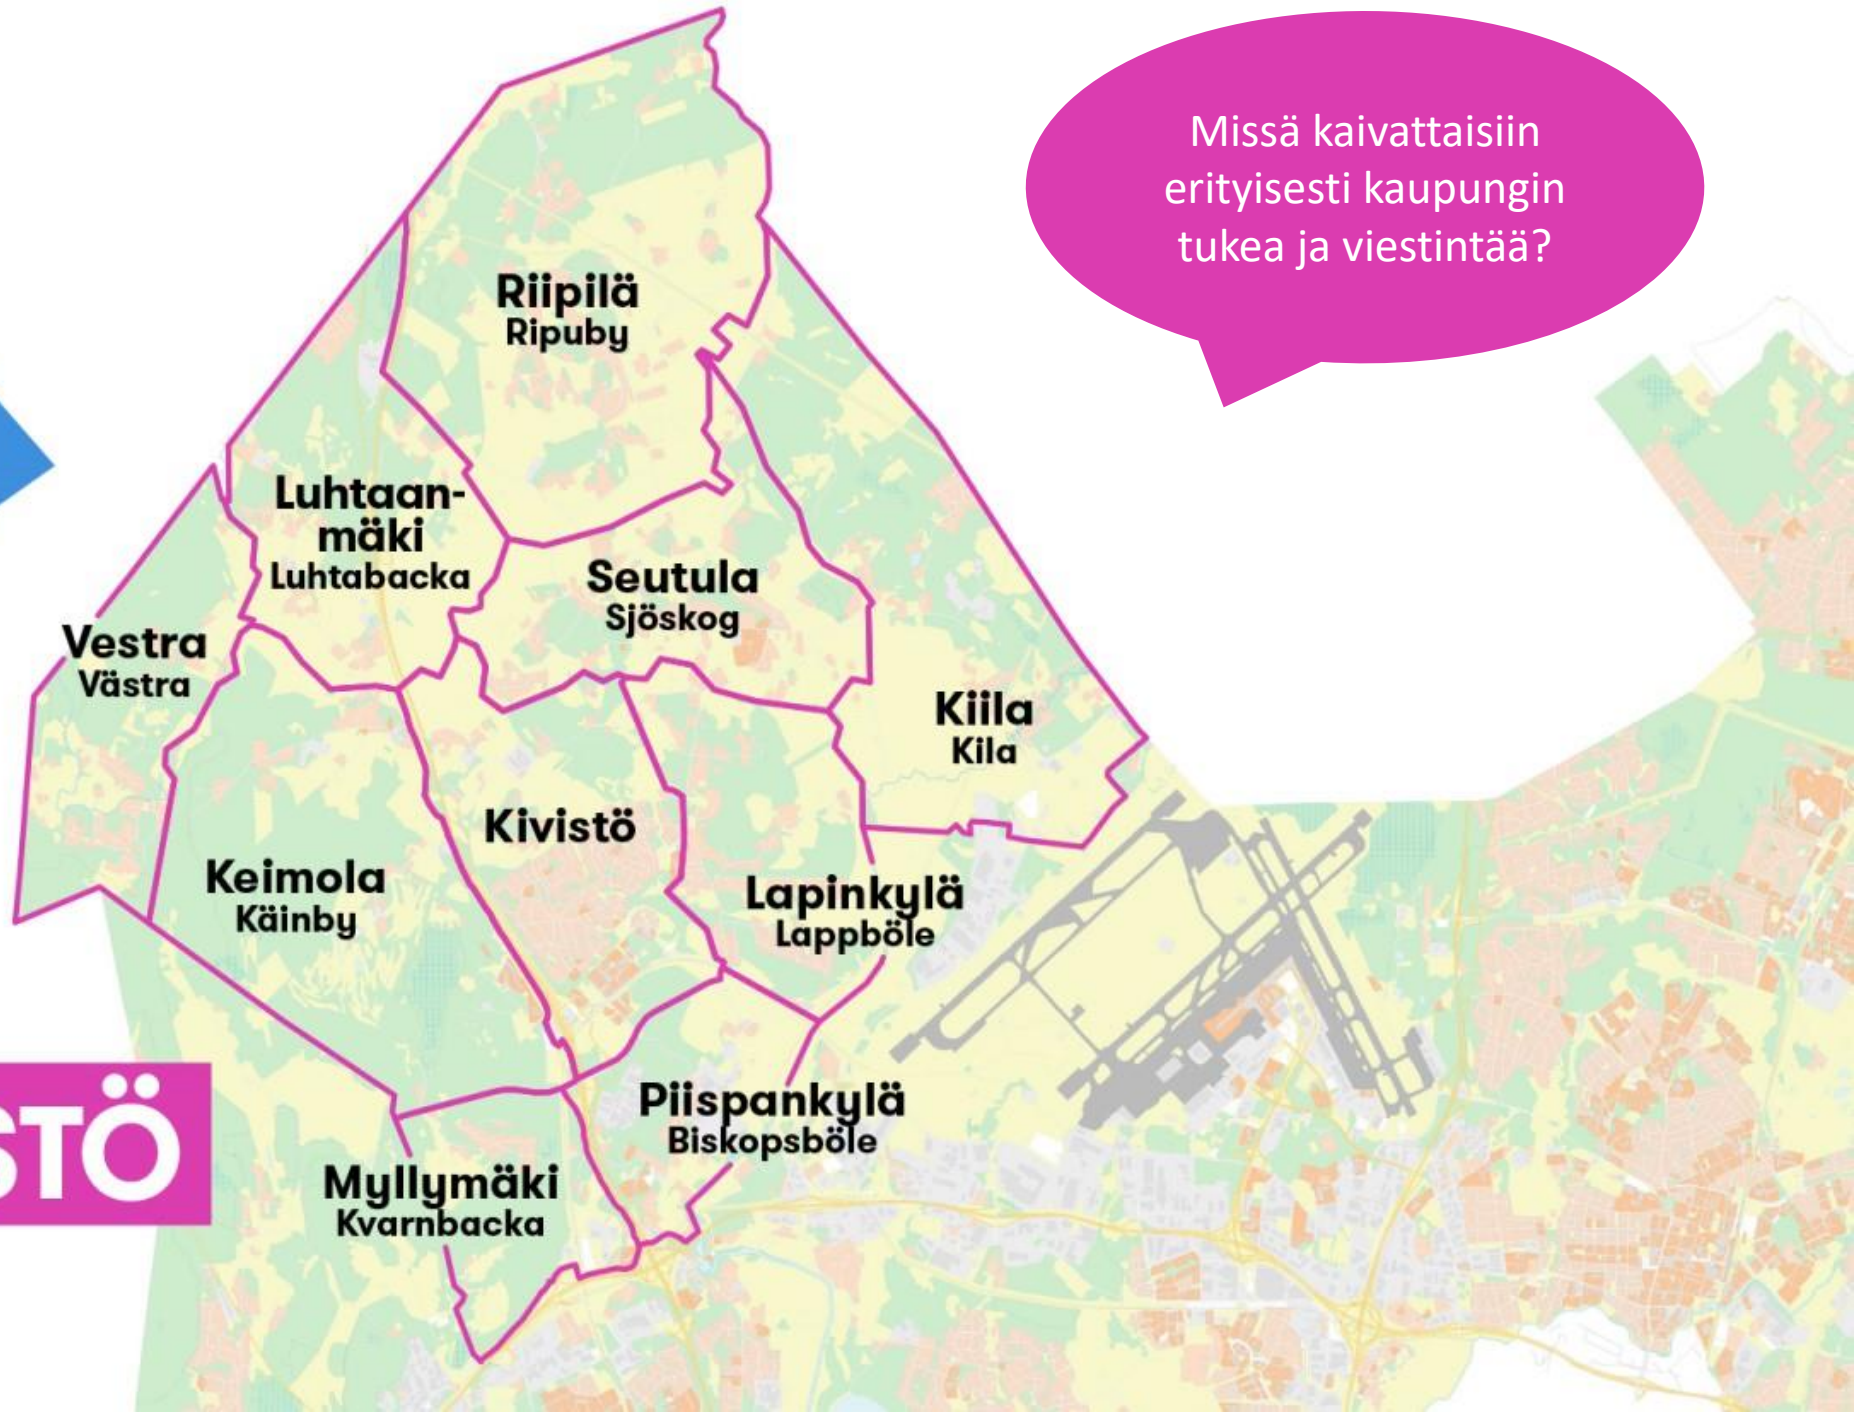 Missä kaivattaisiin
erityisesti kaupungin
tukea ja viestintää?
Riipilä
Ripuby
Luhtaan-
mäki
Luhtabacka
Seutula
Sjöskog
Vestra
Västra
Kiila
Kila
Kivistö
Keimola
Käinby
Lapinkylä
Lappböle
Piispankylä
Biskopsböle
STÖ
Myllymäki
Kvarnbacka